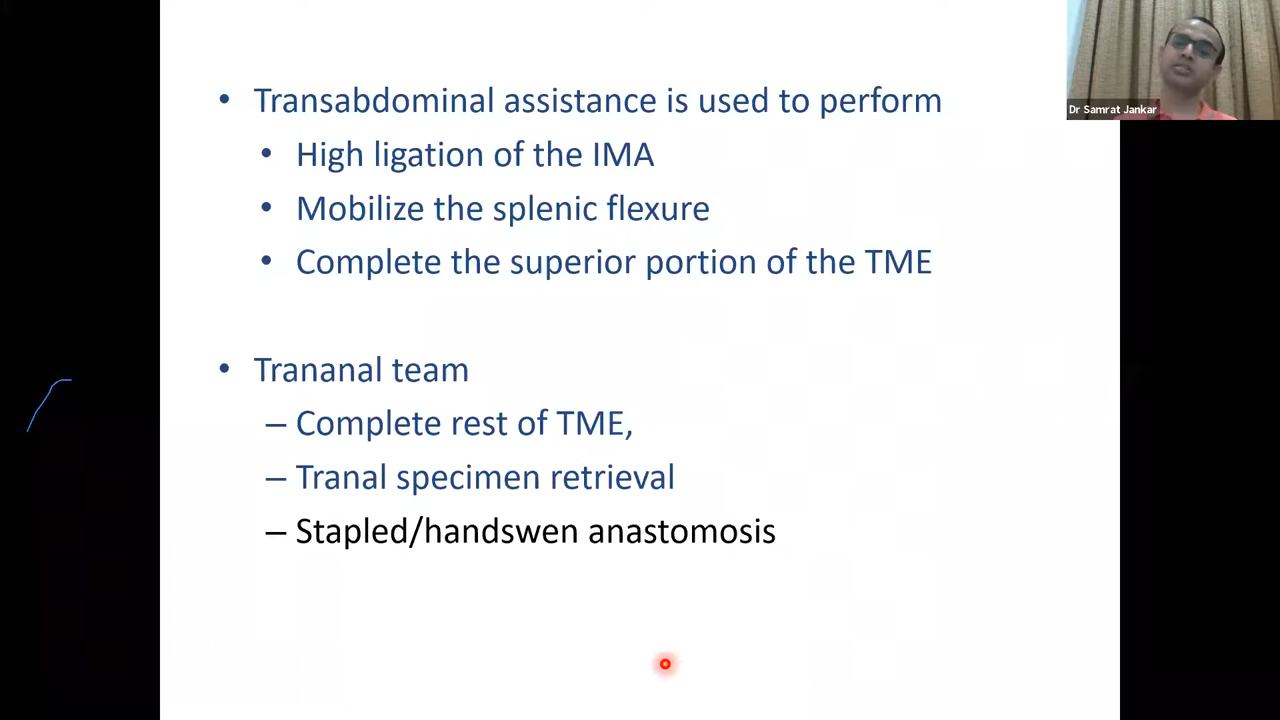 • Transabdominal assistance is used to perform
• High ligation of the IMA
• Mobilize the splenic flexure
• Complete the superior portion of the TME
• Trananal team
– Complete rest of TME,
– Tranal specimen retrieval
– Stapled/handswen anastomosis
Dr Samrat Jankar